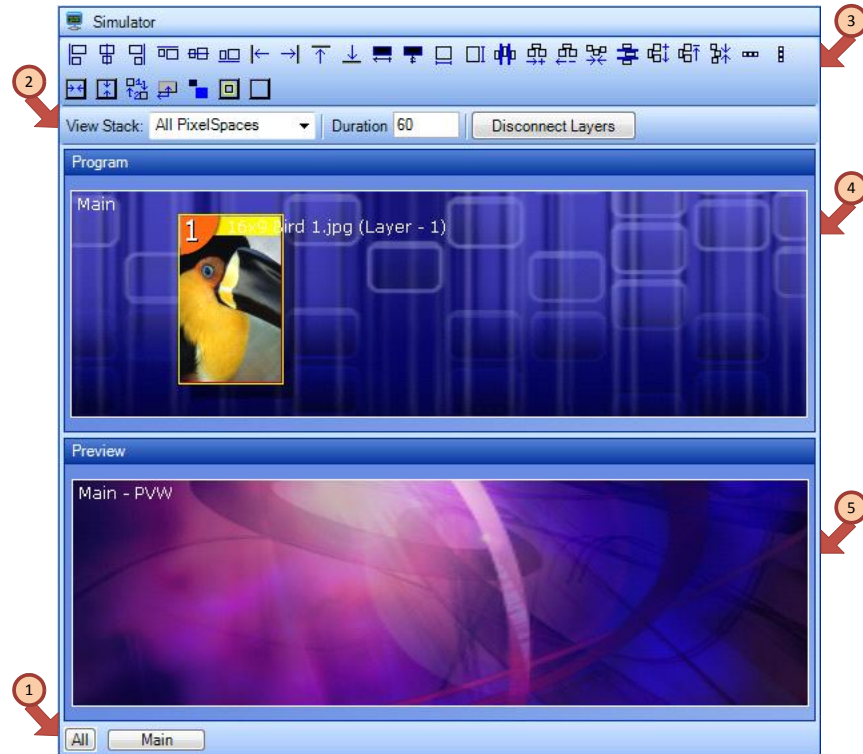 Simulator
3
2
View Stack: All PixelSpaces Duration 60 Disconnect Layers
Program
4
Main
1 16x9 Bird 1.jpg (Layer - 1)
Preview
Main - PVW
5
1
All Main